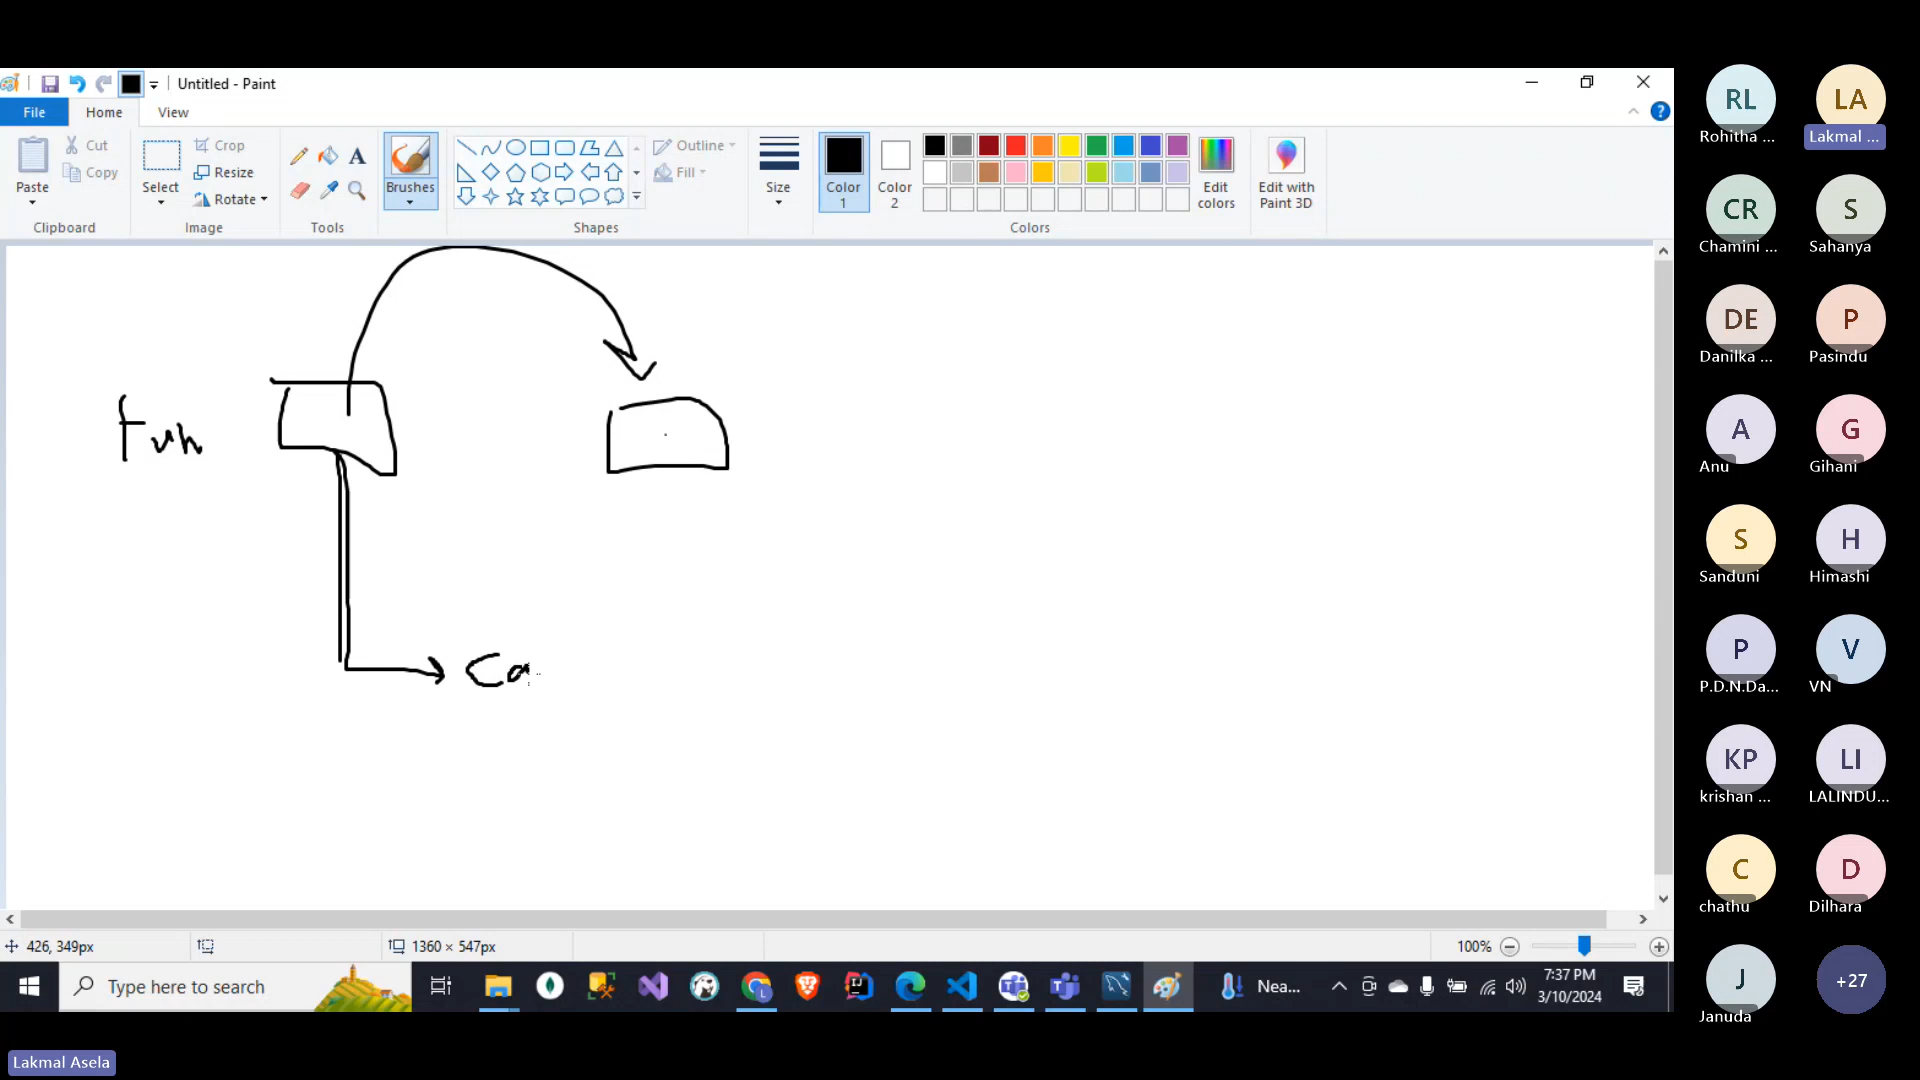 Untitled - Paint
File
Home
View
Paste
Cut
Copy
Clipboard
Select
Crop
Resize
Rotate
Image
A
Tools
Brushes
Outline
Fill
Shapes
Size
Color
1
Color
2
Edit
colors
Colors
Edit with
Paint 3D
Fun
Ca
426, 349px
1360 × 547px
100%
Type here to search
Nea...
7:37 PM
3/10/2024
RL
Rohitha ...
LA
Lakmal ...
CR
Chamini ...
S
Sahanya
DE
Danilka ...
P
Pasindu
A
Anu
G
Gihani
S
Sanduni
H
Himashi
P
P.D.N.Da...
V
VN
KP
krishan ...
LI
LALINDU...
C
chathu
D
Dilhara
J
Januda
+27
Lakmal Asela